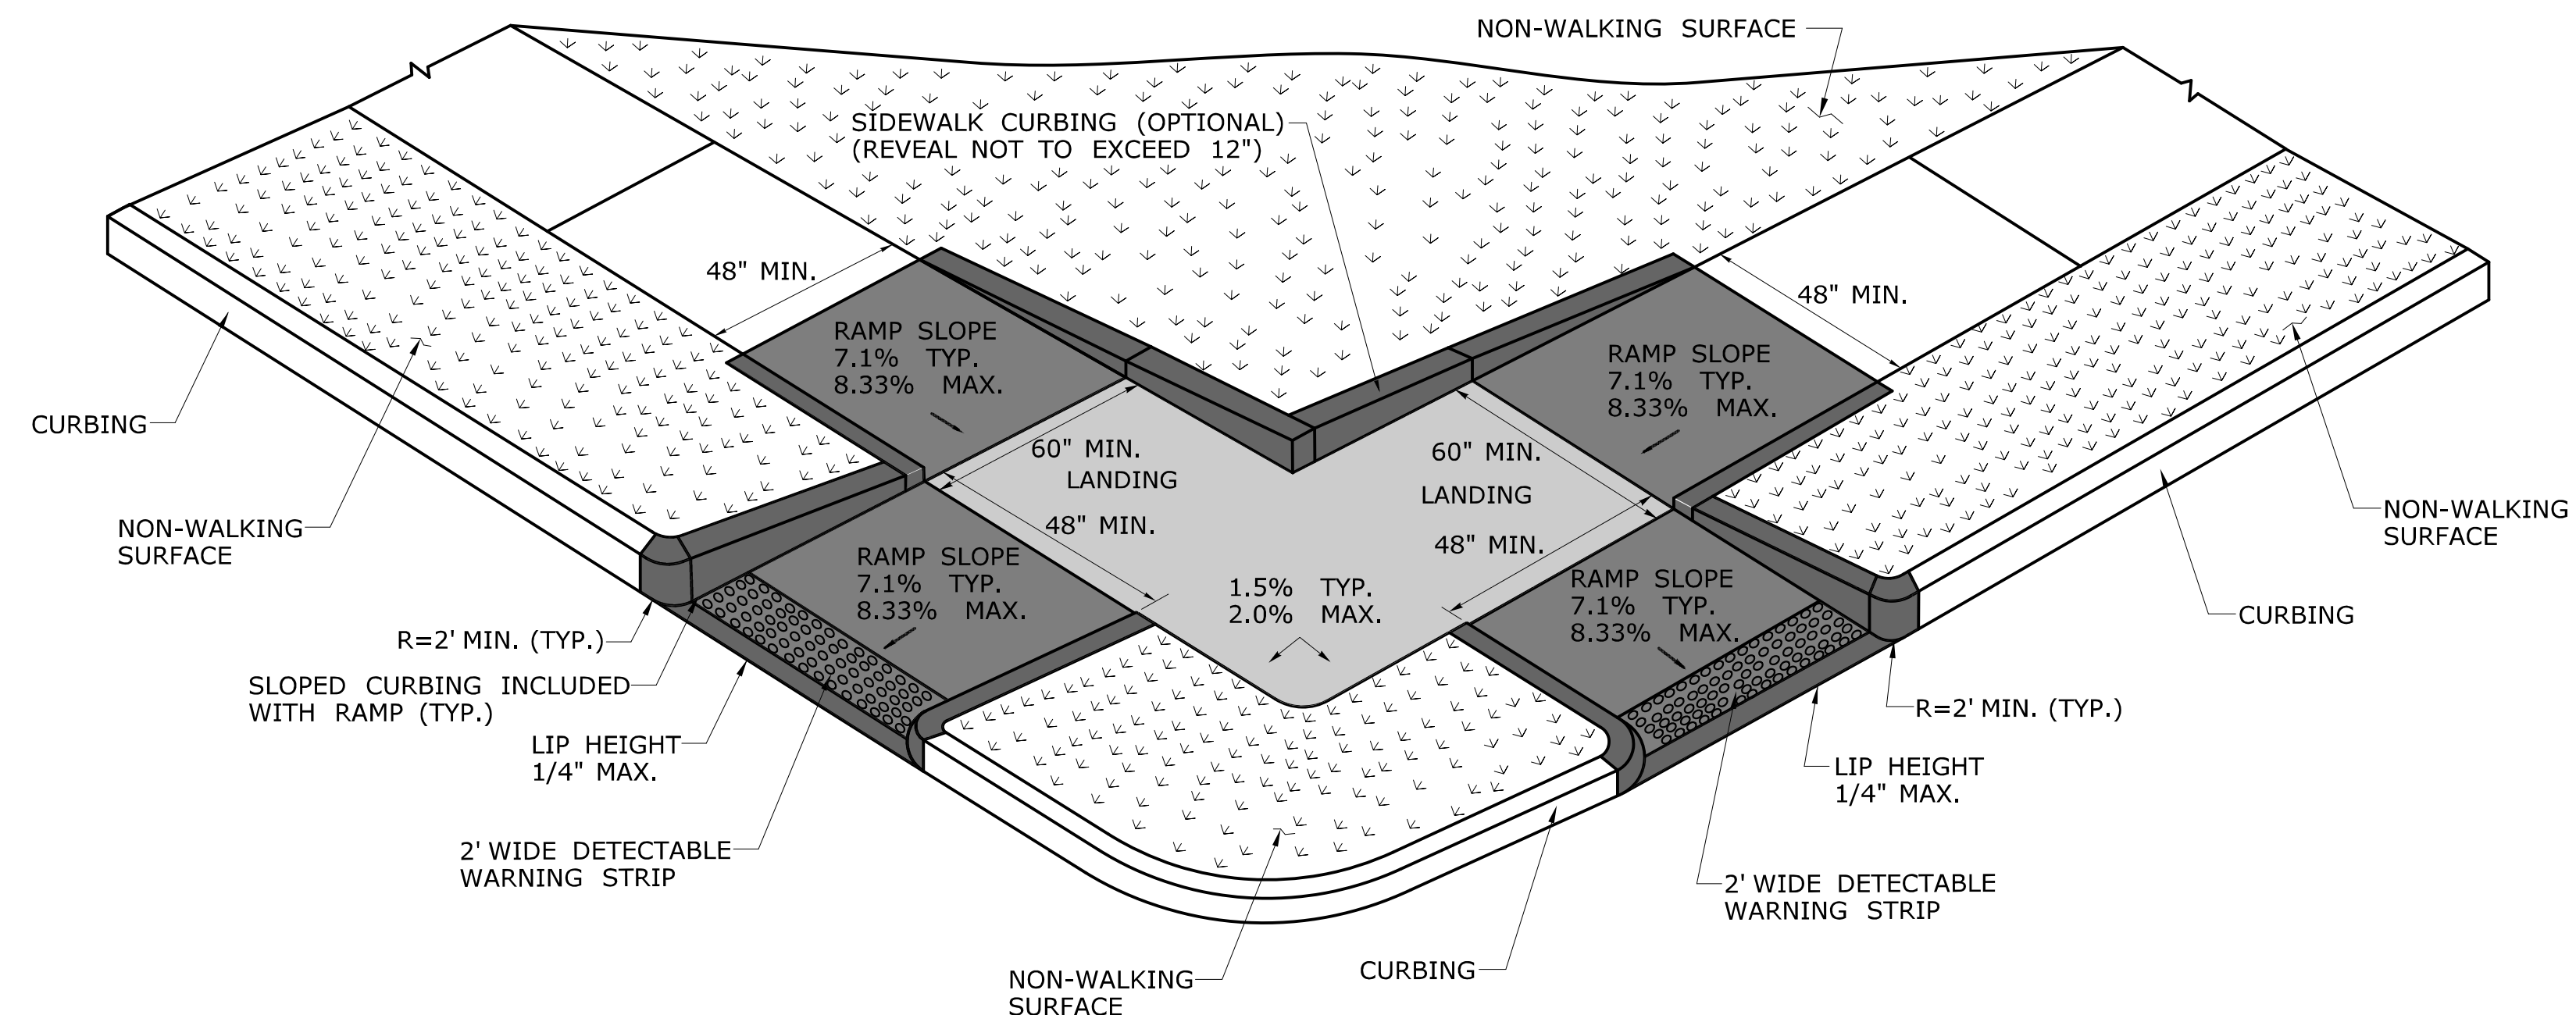 NON-WALKING SURFACE
SIDEWALK CURBING (OPTIONAL)
(REVEAL NOT TO EXCEED 12")
48" MIN.
48" MIN.
RAMP SLOPE
7.1% TYP.
8.33% MAX.
RAMP SLOPE
7.1% TYP.
8.33% MAX.
CURBING
60" MIN.
LANDING
48" MIN.
60" MIN.
LANDING
48" MIN.
NON-WALKING
SURFACE
NON-WALKING
SURFACE
RAMP SLOPE
7.1% TYP.
8.33% MAX.
1.5% TYP.
2.0% MAX.
RAMP SLOPE
7.1% TYP.
8.33% MAX.
CURBING
R=2' MIN. (TYP.)
SLOPED CURBING INCLUDED
WITH RAMP (TYP.)
R=2' MIN. (TYP.)
LIP HEIGHT
1/4" MAX.
LIP HEIGHT
1/4" MAX.
2' WIDE DETECTABLE
WARNING STRIP
2' WIDE DETECTABLE
WARNING STRIP
NON-WALKING
SURFACE
CURBING